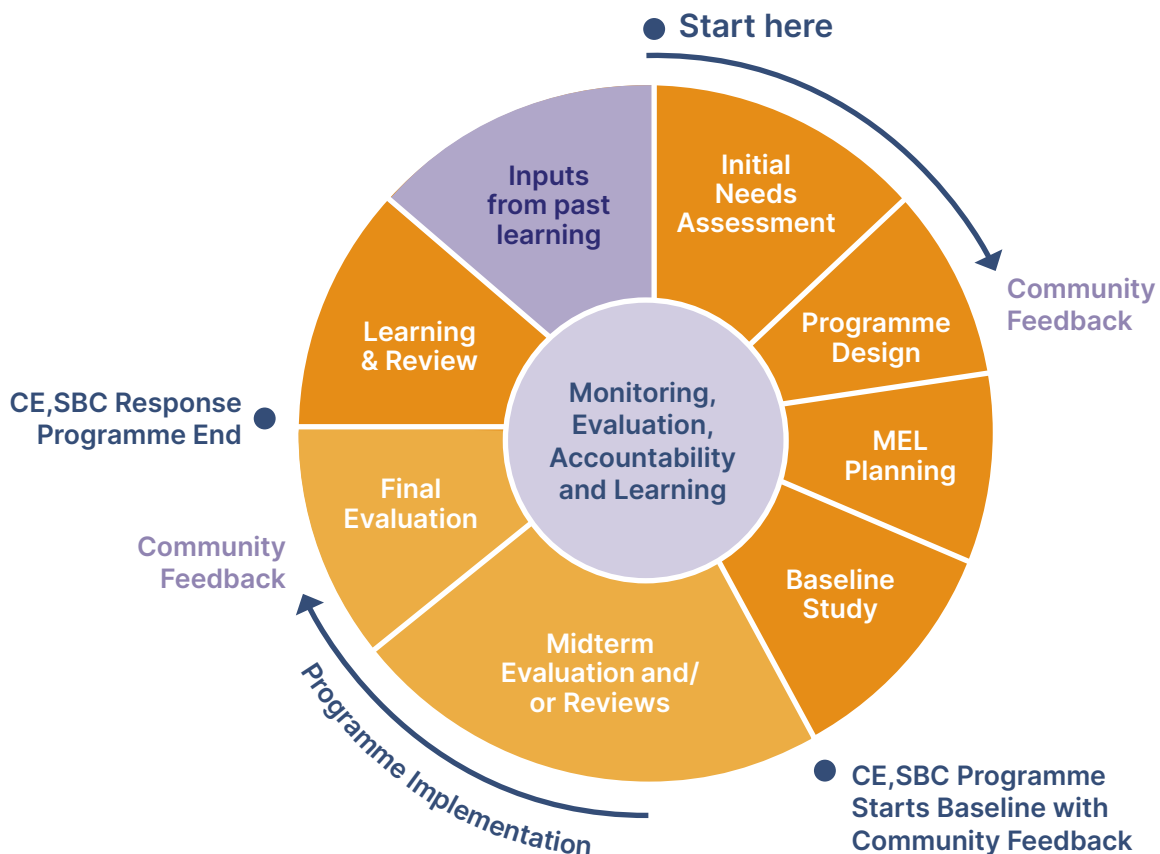 Start here
Initial
Needs
Assessment
Community
Feedback
Programme
Design
MEL
Planning
Baseline
Study
CE,SBC Programme
Starts Baseline with
Community Feedback
Midterm
Evaluation and/
or Reviews
Programme Implementation
Community
Feedback
Final
Evaluation
CE,SBC Response
Programme End
Learning
& Review
Inputs
from past
learning
Monitoring,
Evaluation,
Accountability
and Learning